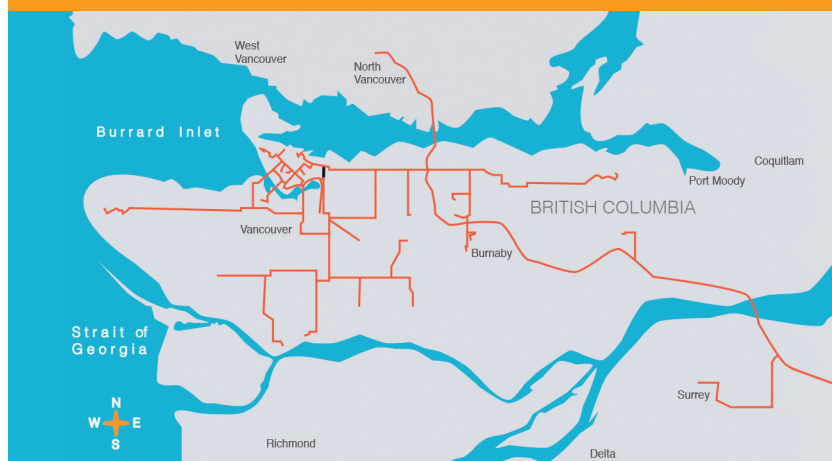 West
Vancouver
North
Vancouver
Burrard Inlet
Coquitlam
Port Moody
BRITISH COLUMBIA
Vancouver
Burnaby
Strait of
Georgia
N
W E
S
Surrey
Richmond
Delta